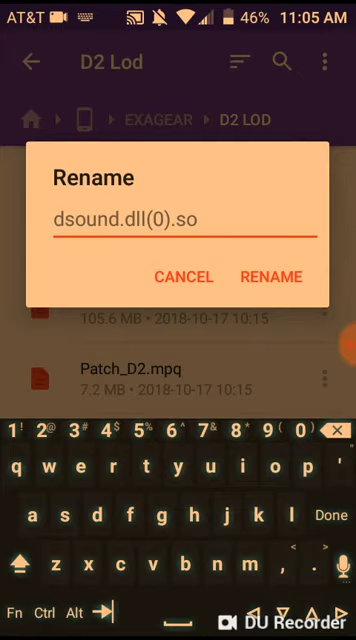 AT&T 46% 11:05 AM
D2 Lod
EXAGEAR D2 LOD
Rename
dsound.dll(0).so
CANCEL RENAME
105.6 MB • 2018-10-17 10:15
Patch_D2.mpq
7.2 MB • 2018-10-17 10:15
1! 2@ 3# 4$ 5% 6^ 7& 8* 9( 0)
q w e r t y u i o p '"
a s d f g h j k l Done
z x c v b n m ,< .>
Fn Ctrl Alt
DU Recorder